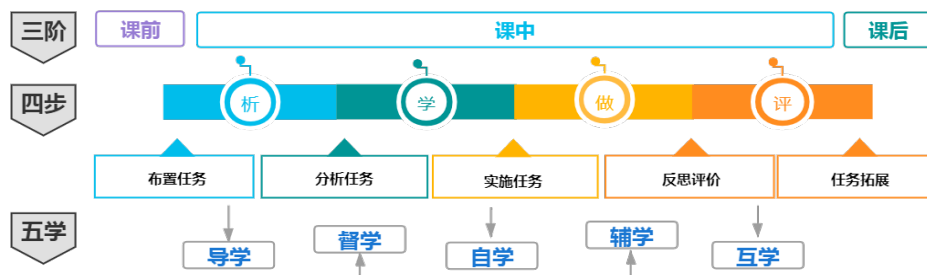 三阶
课前
课中
课后
四步
析
学
做
评
布置任务
分析任务
实施任务
反思评价
任务拓展
五学
导学
督学
自学
辅学
互学